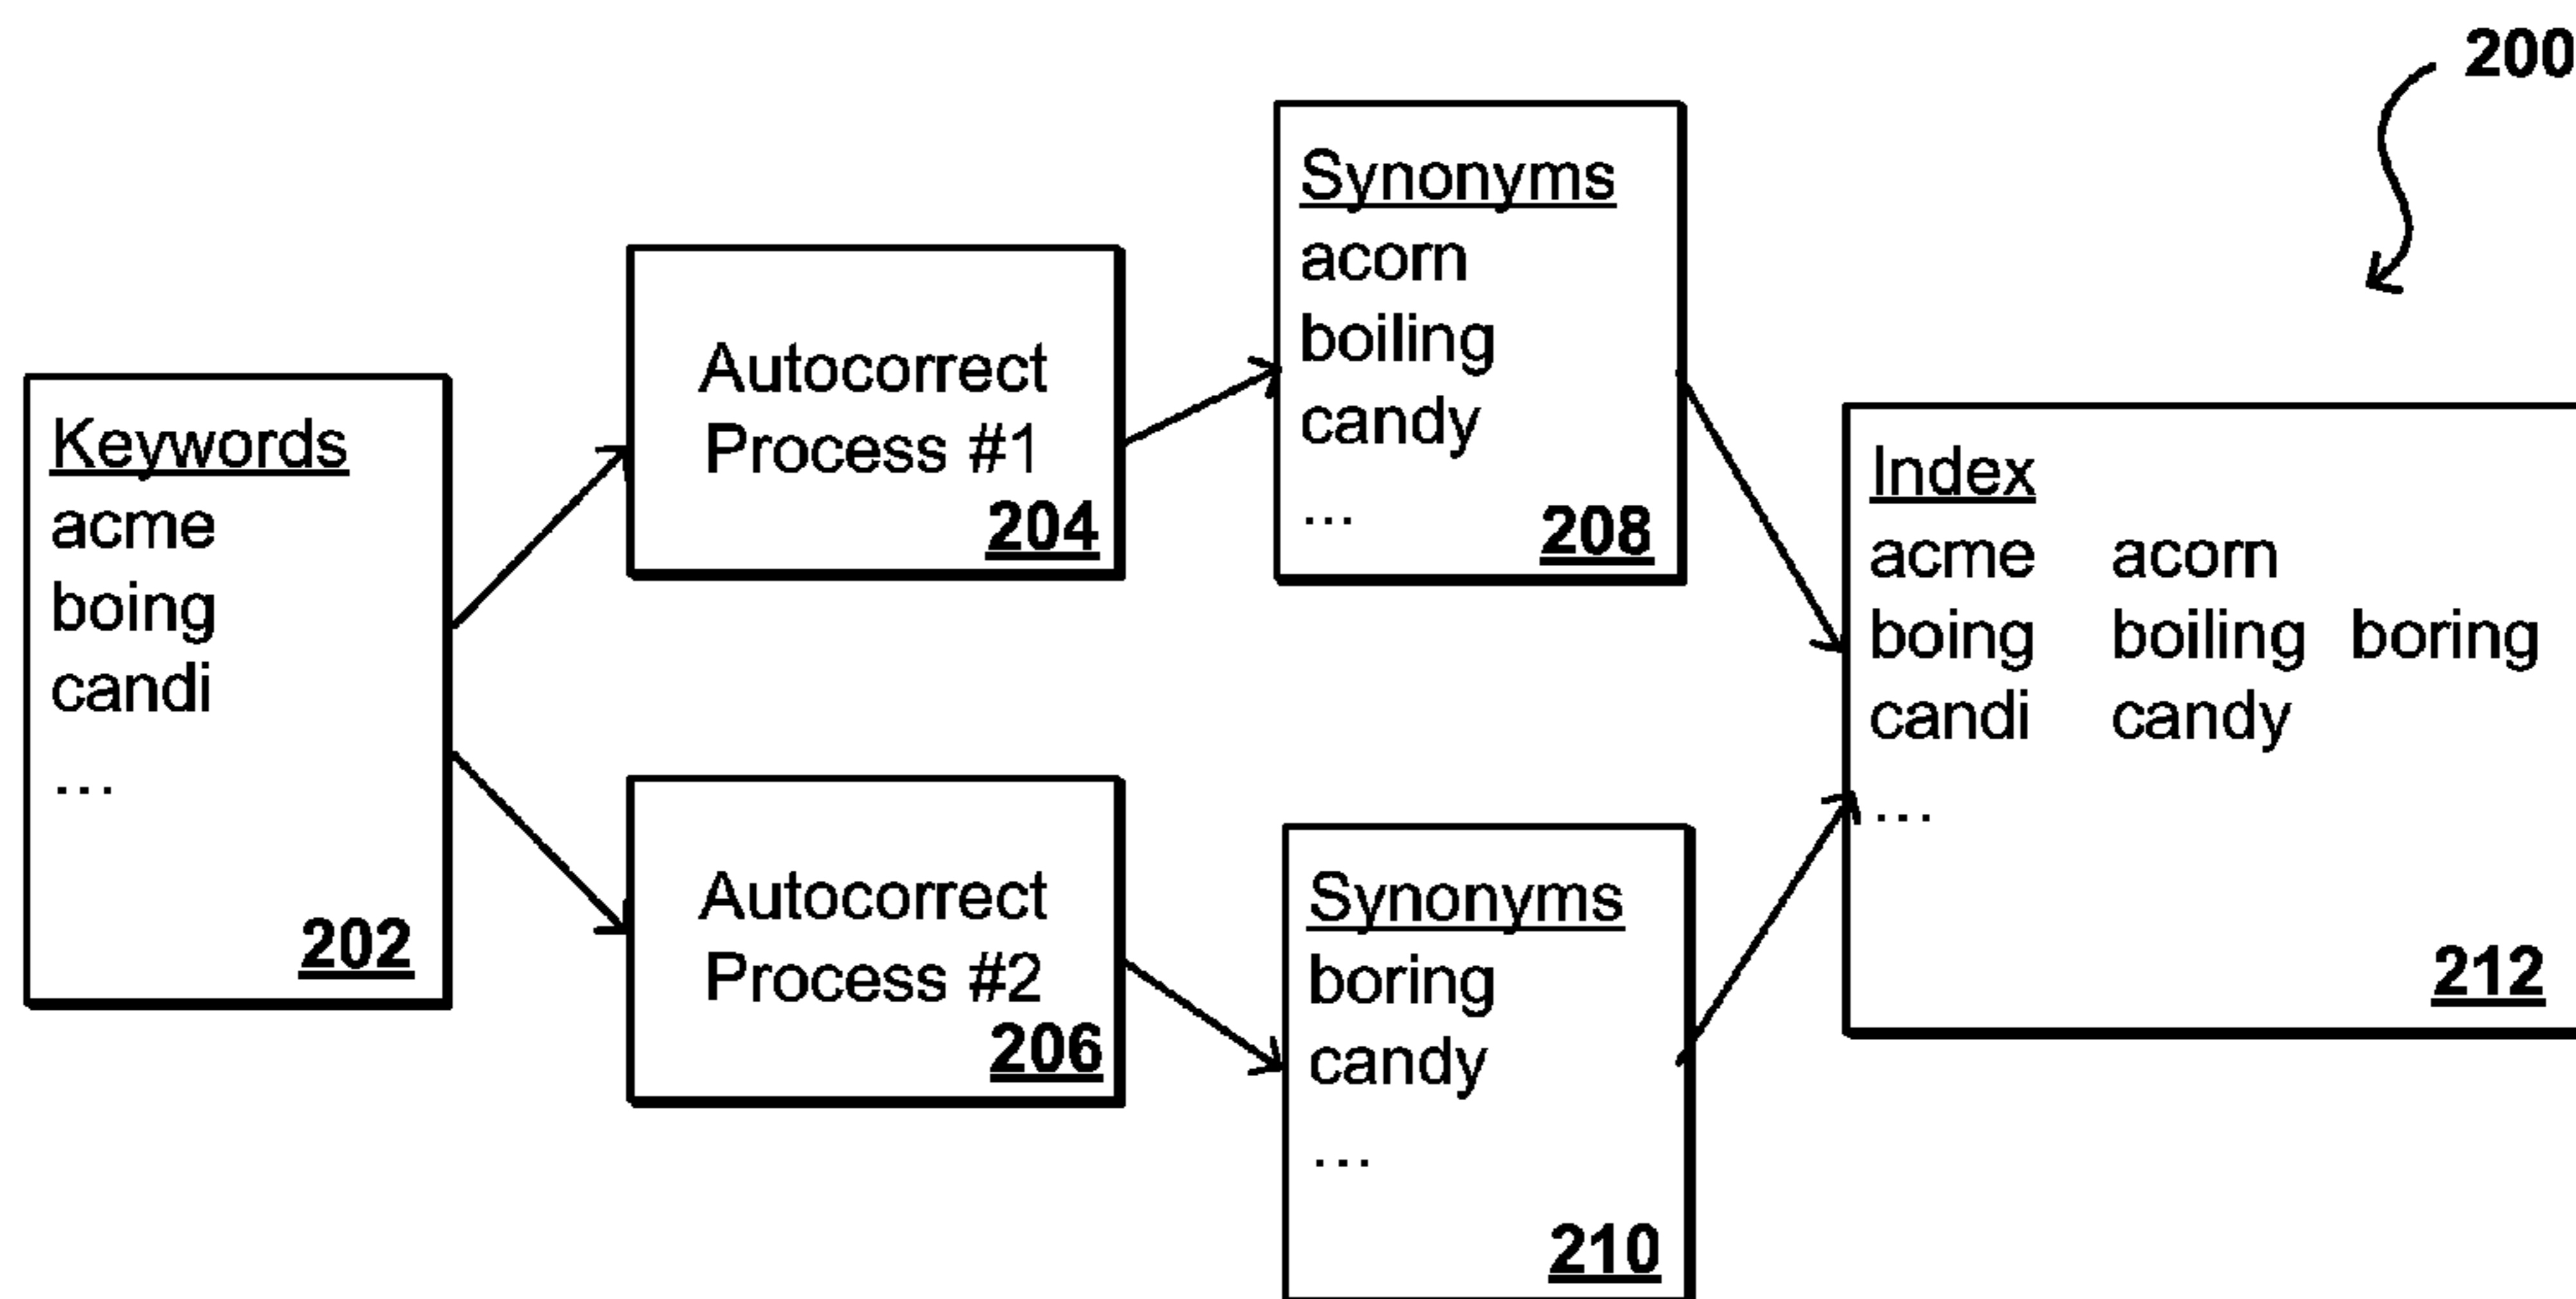 200
Keywords
acme
boing
candi
...
202
Autocorrect
Process #1
204
Autocorrect
Process #2
206
Synonyms
acorn
boiling
candy
...
208
Synonyms
boring
candy
...
210
Index
acme acorn
boing boiling boring
candi candy
...
212